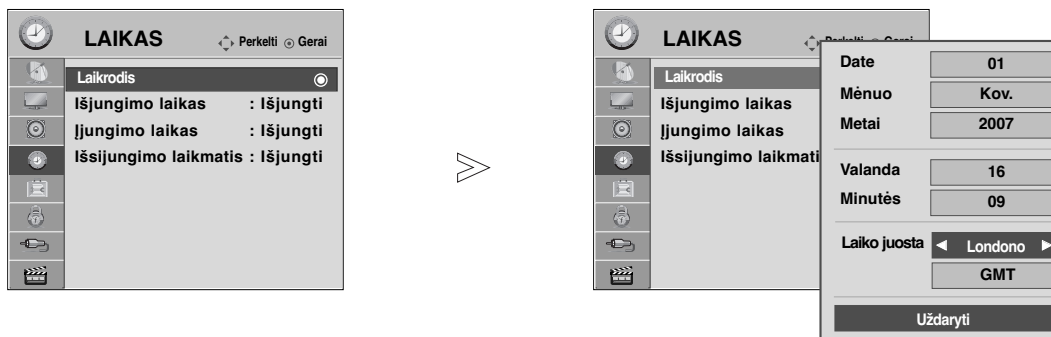 LAIKAS Perkelti Gerai
Laikrodis
Išjungimo laikas : Išjungti
Įjungimo laikas : Išjungti
Išsijungimo laikmatis : Išjungti
LAIKAS
Laikrodis
Išjungimo laikas
Įjungimo laikas
Išsijungimo laikmati
Date 01
Mėnuo Kov.
Metai 2007
Valanda 16
Minutės 09
Laiko juosta ◀ Londono ▶
GMT
Uždaryti